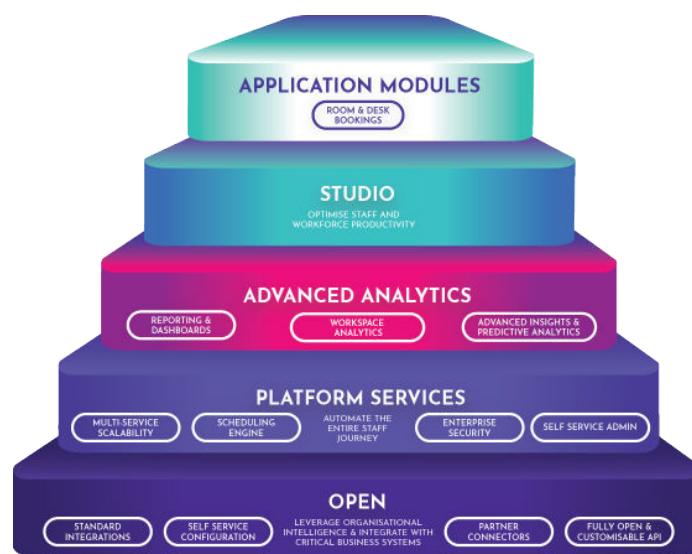 APPLICATION MODULES
ROOM & DESK
BOOKINGS
STUDIO
OPTIMISE STAFF AND
WORKFORCE PRODUCTIVITY
ADVANCED ANALYTICS
REPORTING &
DASHBOARDS
WORKSPACE
ANALYTICS
ADVANCED INSIGHTS &
PREDICTIVE ANALYTICS
PLATFORM SERVICES
MULTI-SERVICE
SCALABILITY
SCHEDULING
ENGINE
AUTOMATE THE
ENTIRE STAFF
JOURNEY
ENTERPRISE
SECURITY
SELF SERVICE ADMIN
OPEN
STANDARD
INTEGRATIONS
SELF SERVICE
CONFIGURATION
LEVERAGE ORGANISATIONAL
INTELLIGENCE & INTEGRATE WITH
CRITICAL BUSINESS SYSTEMS
PARTNER
CONNECTORS
FULLY OPEN &
CUSTOMISABLE API